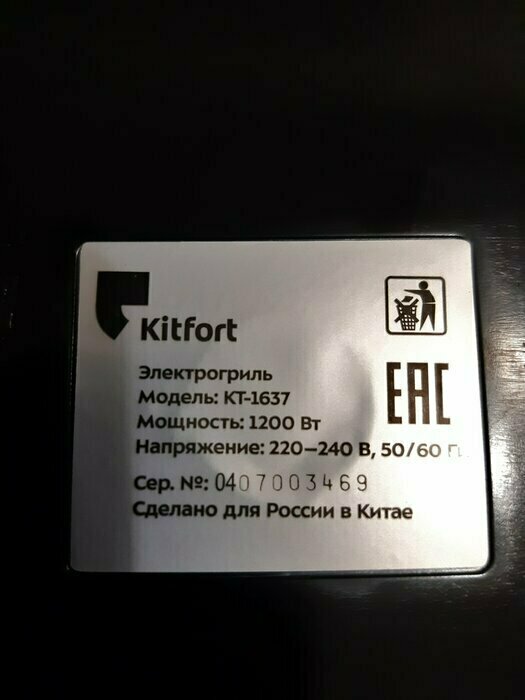 Kitfort
Электрогриль
Модель: КТ-1637
Мощность: 1200 Вт
Напряжение: 220–240 В, 50/60 Гц
Сер. №: 0407003469
Сделано для России в Китае
EAC